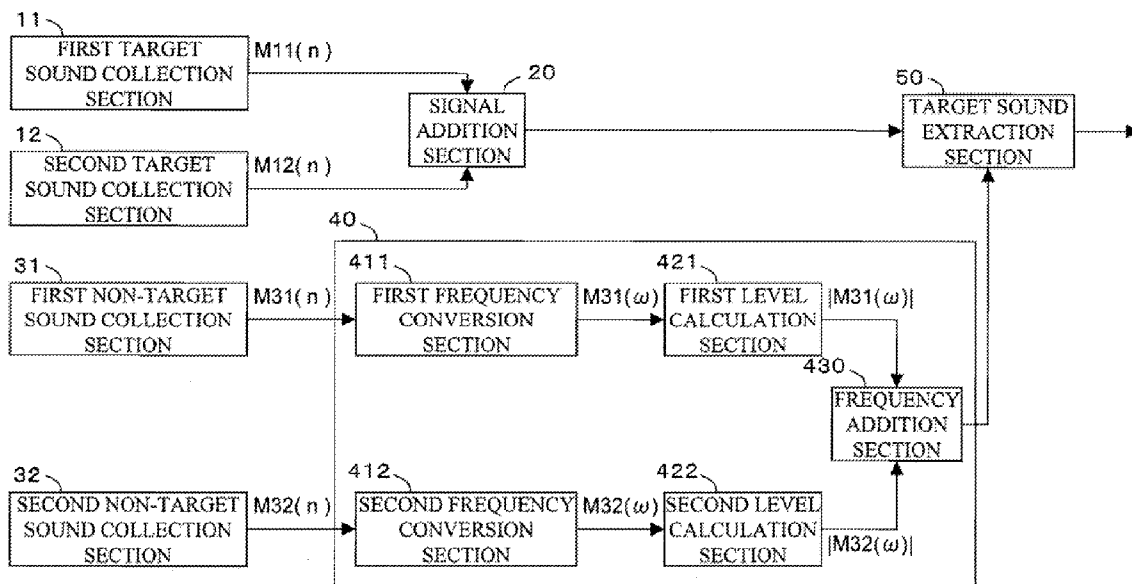 11
FIRST TARGET
SOUND COLLECTION
SECTION
M11(n)
20
SIGNAL
ADDITION
SECTION
50
TARGET SOUND
EXTRACTION
SECTION
12
SECOND TARGET
SOUND COLLECTION
SECTION
M12(n)
40
31
FIRST NON-TARGET
SOUND COLLECTION
SECTION
M31(n)
411
FIRST FREQUENCY
CONVERSION
SECTION
M31(ω)
421
FIRST LEVEL
CALCULATION
SECTION
|M31(ω)|
430
FREQUENCY
ADDITION
SECTION
32
SECOND NON-TARGET
SOUND COLLECTION
SECTION
M32(n)
412
SECOND FREQUENCY
CONVERSION
SECTION
M32(ω)
422
SECOND LEVEL
CALCULATION
SECTION
|M32(ω)|